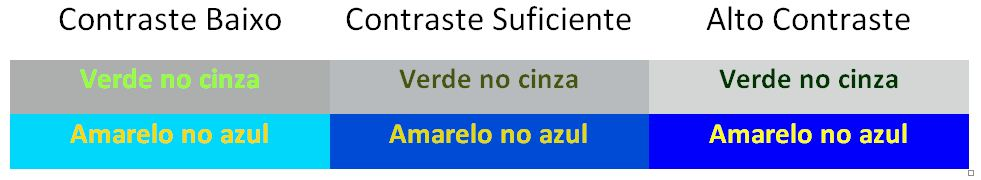 Contraste Baixo Contraste Suficiente Alto Contraste
Verde no cinza Verde no cinza Verde no cinza
Amarelo no azul Amarelo no azul Amarelo no azul